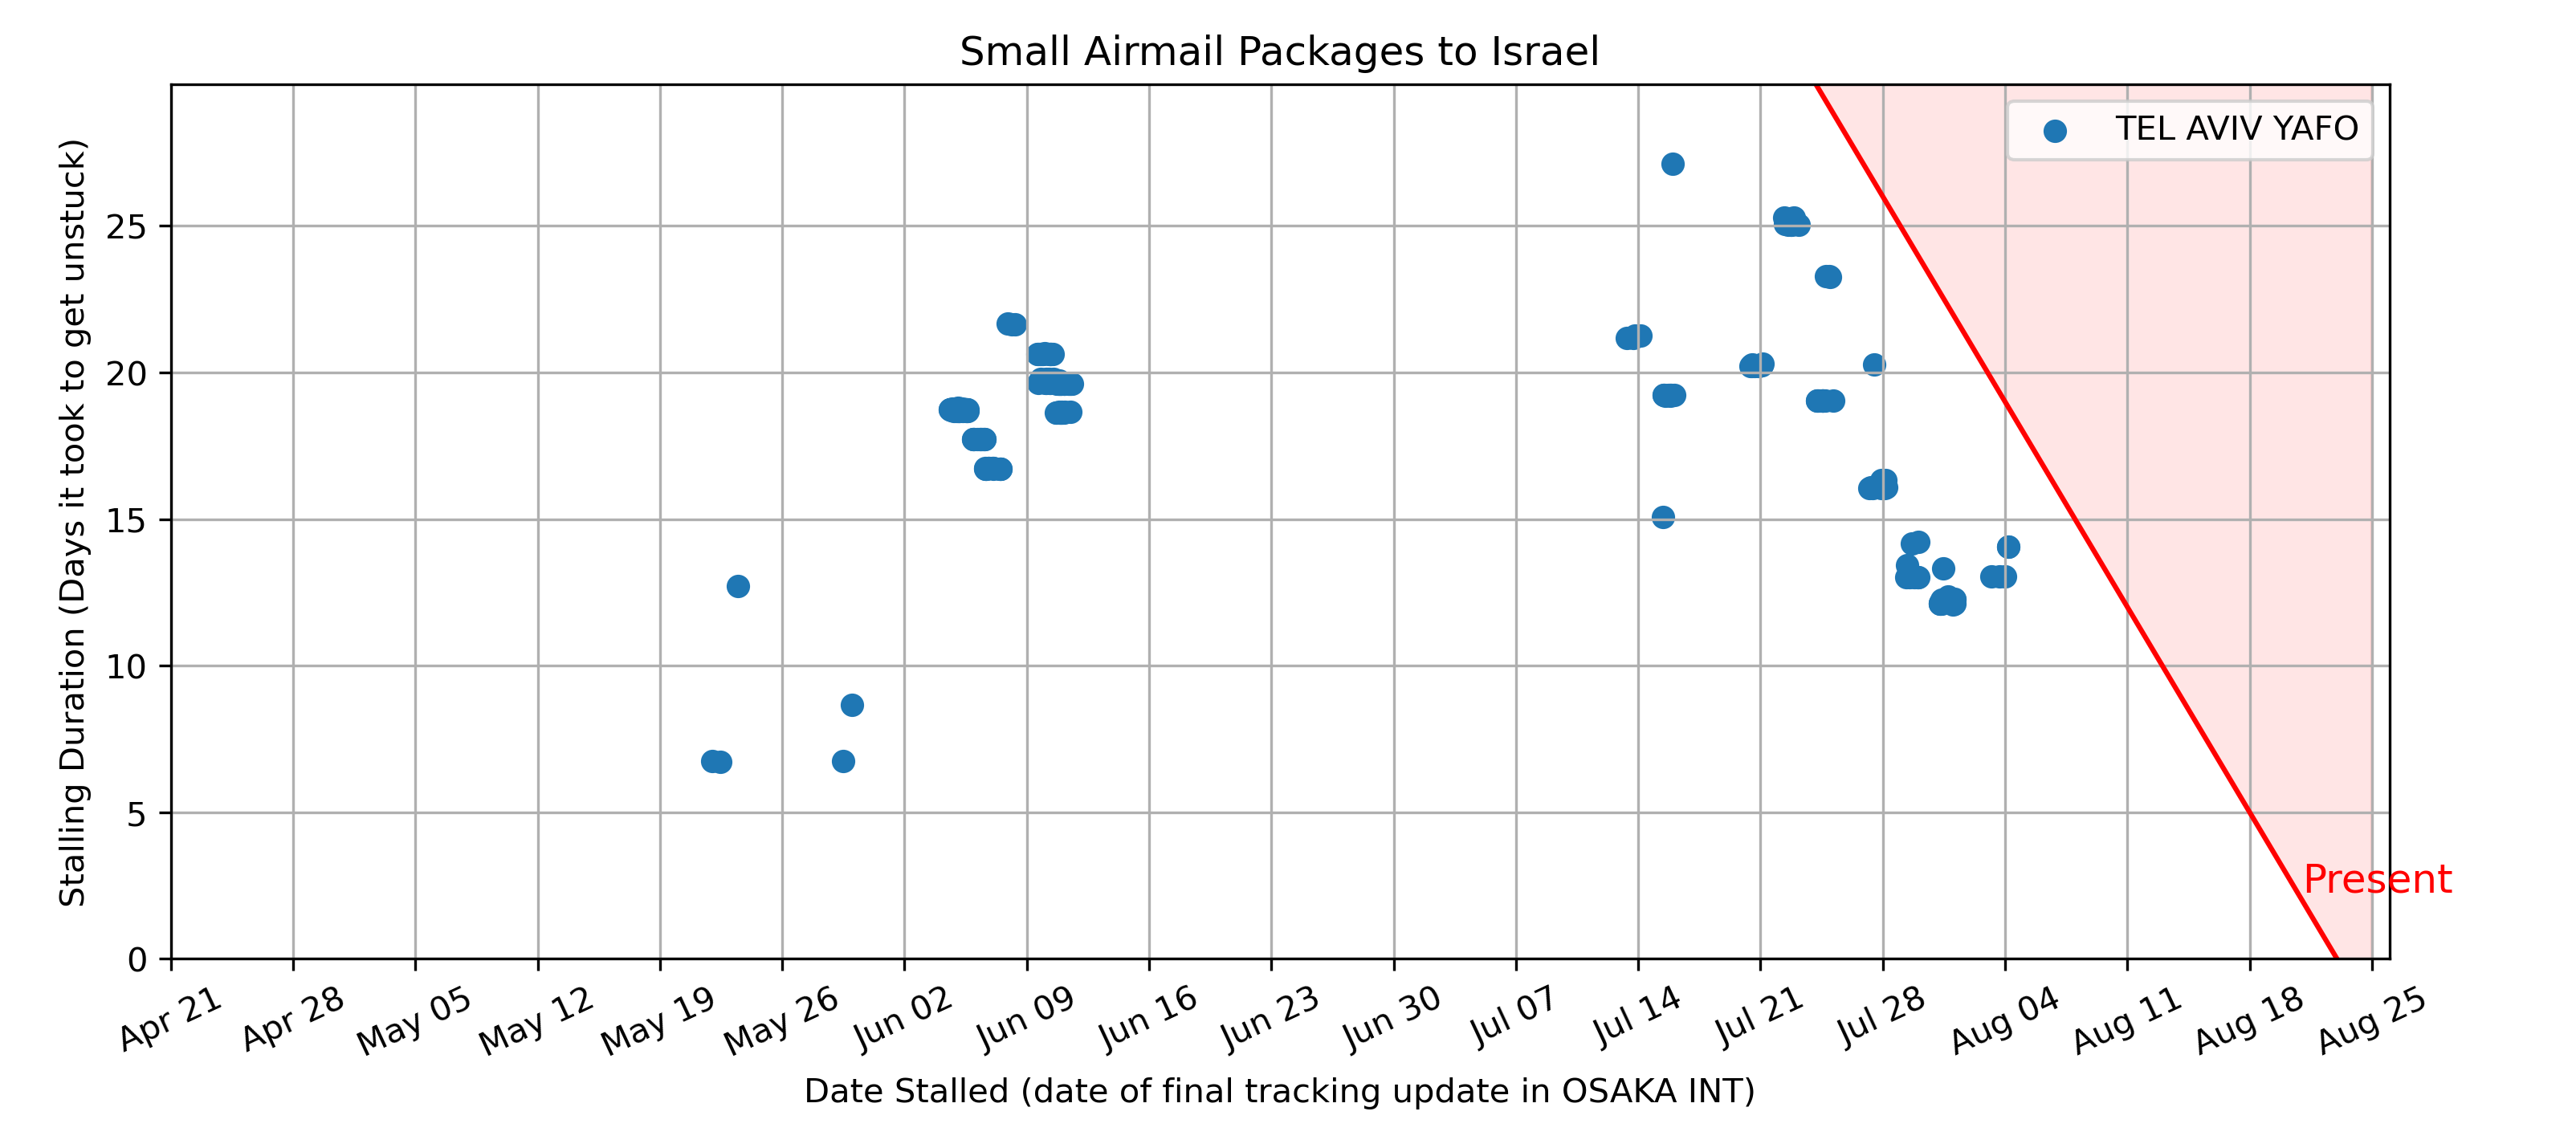 Small Airmail Packages to Israel
TEL AVIV YAFO
Stalling Duration (Days it took to get unstuck)
25
20
15
10
5
0
Present
Apr 21
Apr 28
May 05
May 12
May 19
May 26
Jun 02
Jun 09
Jun 16
Jun 23
Jun 30
Jul 07
Jul 14
Jul 21
Jul 28
Aug 04
Aug 11
Aug 18
Aug 25
Date Stalled (date of final tracking update in OSAKA INT)